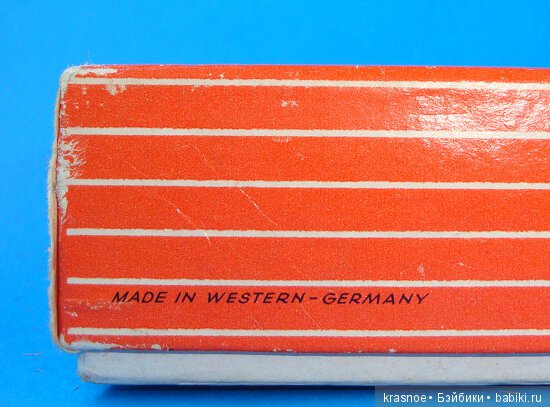 MADE IN WESTERN-GERMANY
krasnoe• Бэйбики • babiki.ru